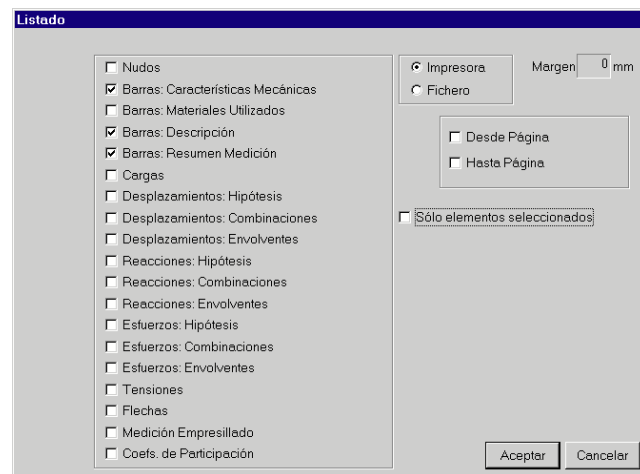 Listado
Nudos
Barras: Características Mecánicas
Barras: Materiales Utilizados
Barras: Descripción
Barras: Resumen Medición
Cargas
Desplazamientos: Hipótesis
Desplazamientos: Combinaciones
Desplazamientos: Envolventes
Reacciones: Hipótesis
Reacciones: Combinaciones
Reacciones: Envolventes
Esfuerzos: Hipótesis
Esfuerzos: Combinaciones
Esfuerzos: Envolventes
Tensiones
Flechas
Medición Empresillado
Coefs. de Participación
Impresora
Fichero
Margen 0 mm
Desde Página
Hasta Página
Sólo elementos seleccionados
Aceptar Cancelar